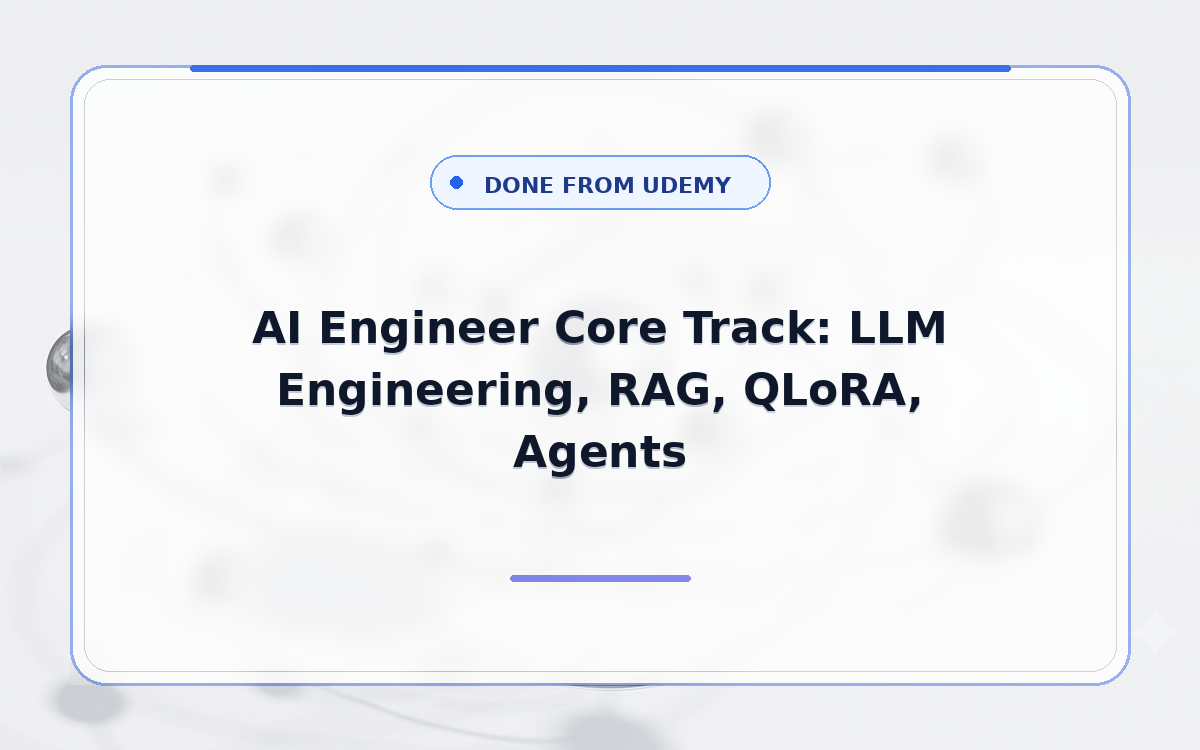 DONE FROM UDEMY
AI Engineer Core Track: LLM
Engineering, RAG, QLoRA,
Agents